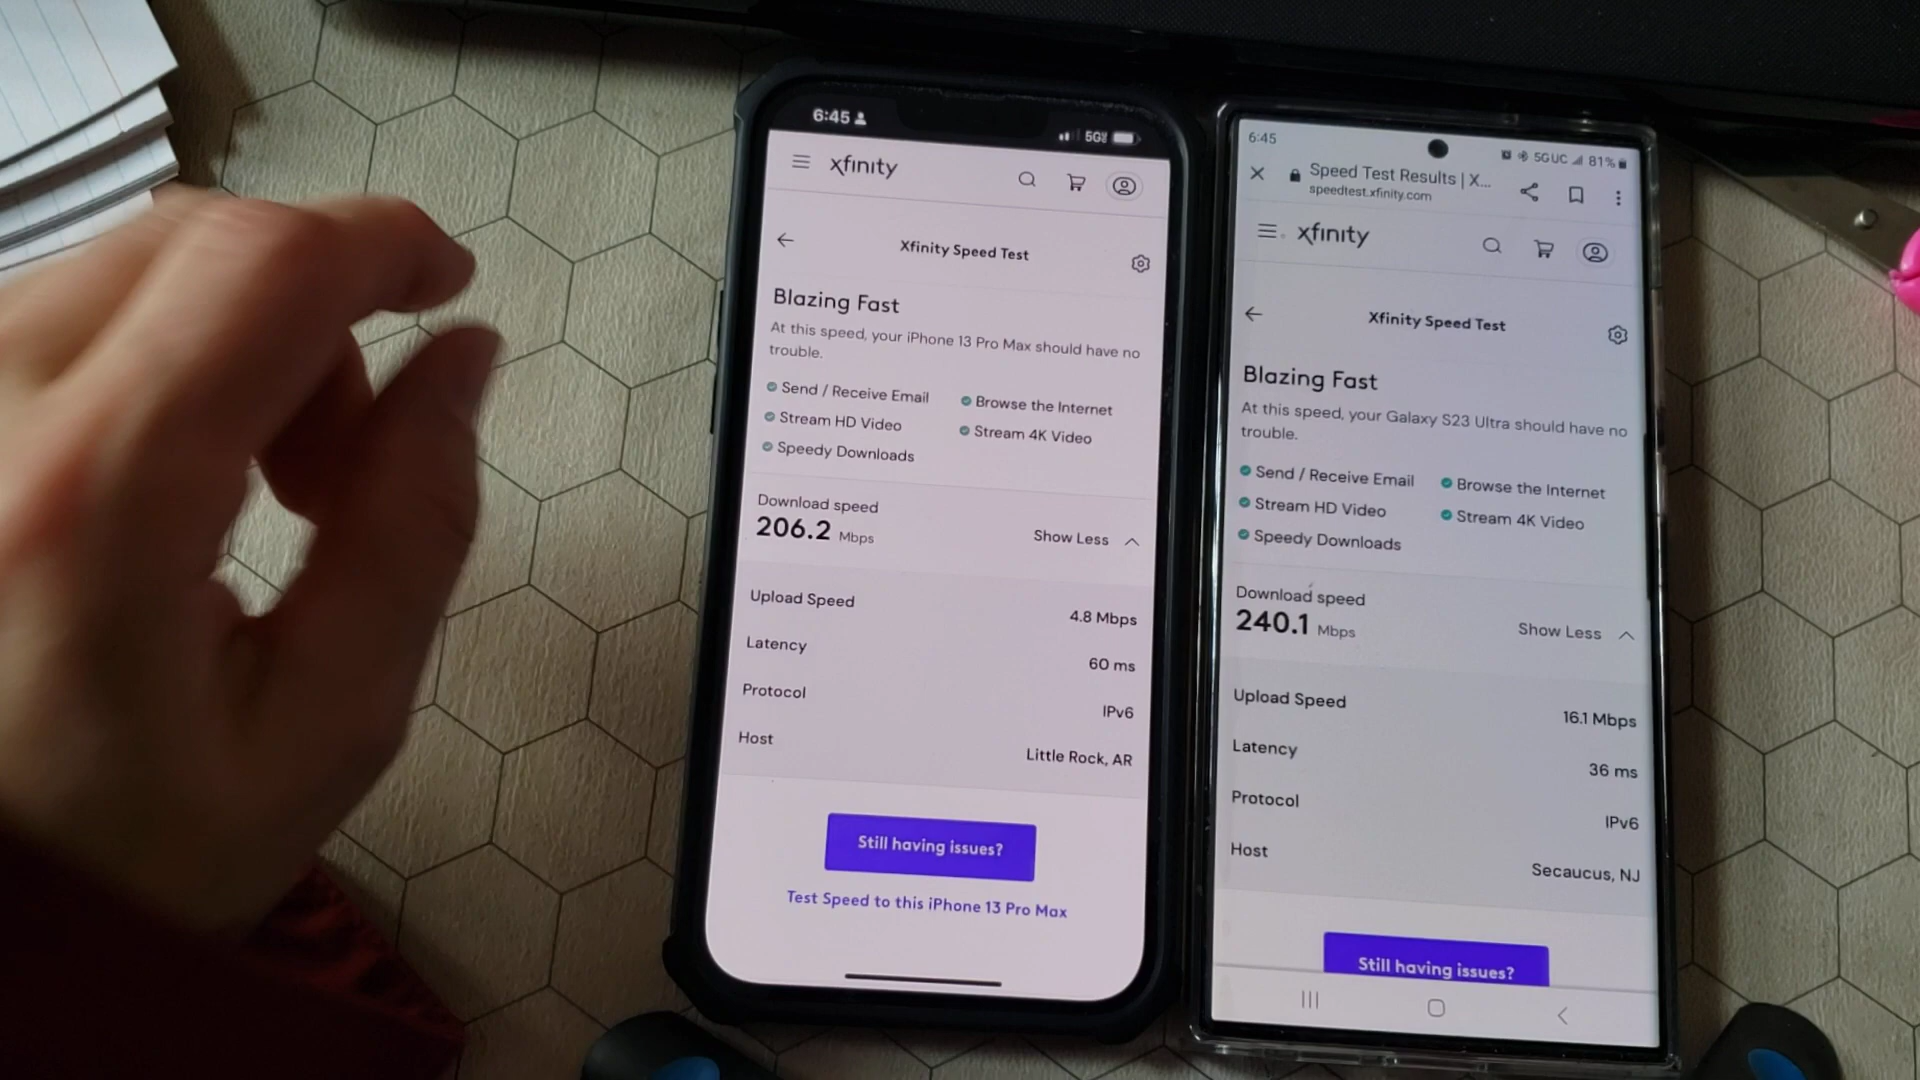 6:45
5G
xfinity
Xfinity Speed Test
Blazing Fast
At this speed, your iPhone 13 Pro Max should have no
trouble.
Send / Receive Email
Browse the Internet
Stream HD Video
Stream 4K Video
Speedy Downloads
Download speed
206.2 Mbps
Show Less
Upload Speed
4.8 Mbps
Latency
60 ms
Protocol
IPv6
Host
Little Rock, AR
Still having issues?
Test Speed to this iPhone 13 Pro Max
6:45
5GUC 81%
Speed Test Results | X...
speedtest.xfinity.com
xfinity
Xfinity Speed Test
Blazing Fast
At this speed, your Galaxy S23 Ultra should have no
trouble.
Send / Receive Email
Browse the Internet
Stream HD Video
Stream 4K Video
Speedy Downloads
Download speed
240.1 Mbps
Show Less
Upload Speed
16.1 Mbps
Latency
36 ms
Protocol
IPv6
Host
Secaucus, NJ
Still having issues?